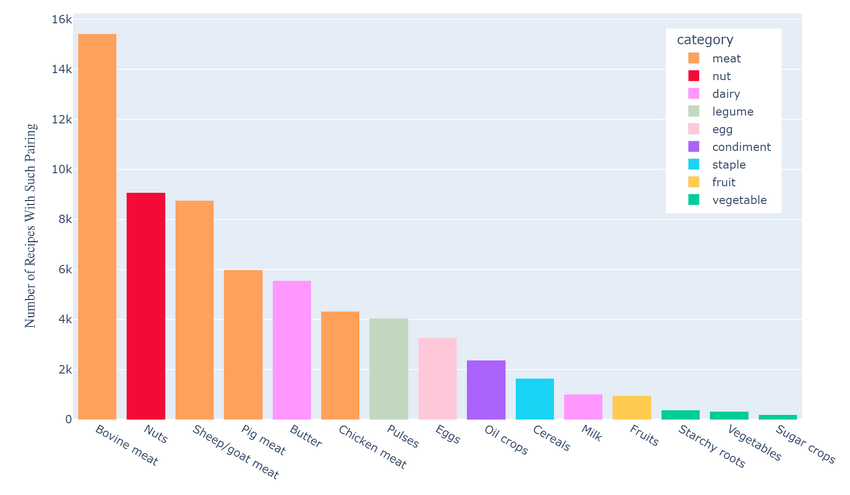 Number of Recipes With Such Pairing
16k
14k
12k
10k
8k
6k
4k
2k
0
category
meat
nut
dairy
legume
egg
condiment
staple
fruit
vegetable
Bovine meat
Nuts
Sheep/goat meat
Pig meat
Butter
Chicken meat
Pulses
Eggs
Oil crops
Cereals
Milk
Fruits
Starchy roots
Vegetables
Sugar crops